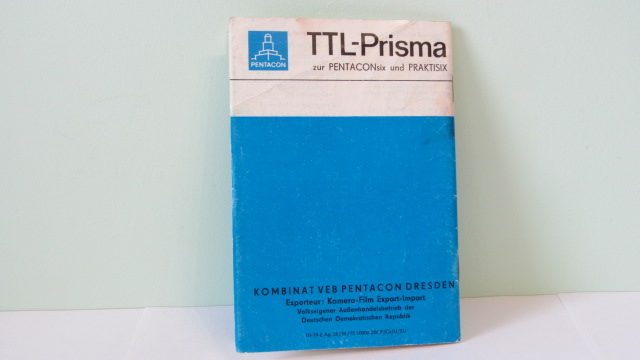 PENTACON
TTL-Prisma
zur PENTACONsix und PRAKTISIX
KOMBINAT VEB PENTACON DRESDEN
Exporteur: Kamera-Film Export-Import
Volkseigener Außenhandelsbetrieb der
Deutschen Demokratischen Republik